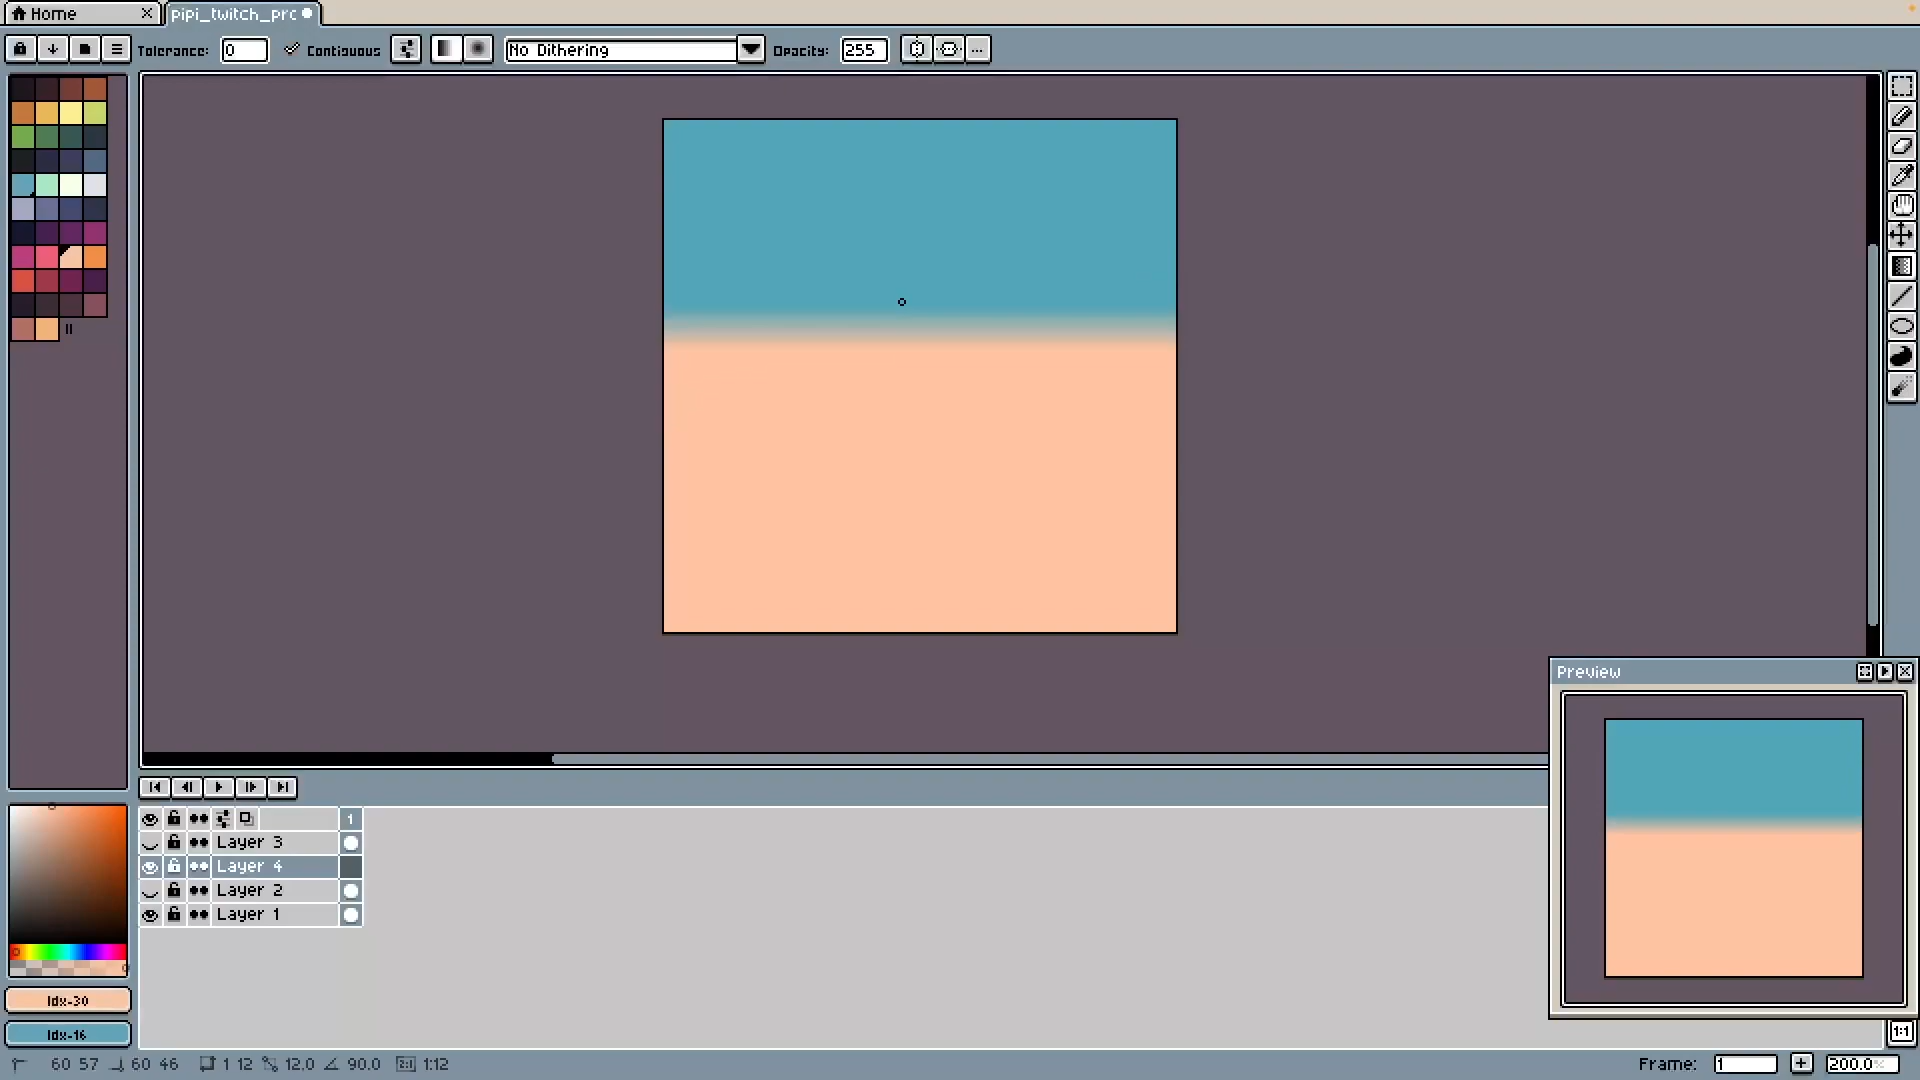 Home
pipi_twitch_prc
Tolerance: 0 Contiguous No Dithering Opacity: 255
Preview
1
Layer 3
Layer 4
Layer 2
Layer 1
Idx-30
Idx-16
60 57 60 46 1 12 12.0 90.0 2:1 1:12
Frame: 1 200.0
1:1